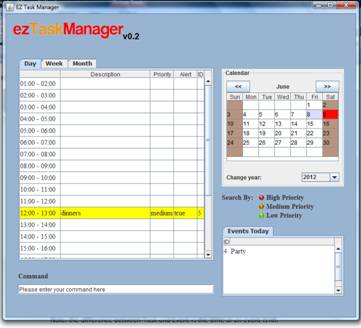 EZ Task Manager
ezTaskManager v0.2
Day Week Month
Description Priority Alert ID
01:00 - 02:00
02:00 - 03:00
03:00 - 04:00
04:00 - 05:00
05:00 - 06:00
06:00 - 07:00
07:00 - 08:00
08:00 - 09:00
09:00 - 10:00
10:00 - 11:00
11:00 - 12:00
12:00 - 13:00 dinners medium true 5
13:00 - 14:00
14:00 - 15:00
15:00 - 16:00
Command
Please enter your command here
Calendar
<< June >>
Sun Mon Tue Wed Thu Fri Sat
1 2
3 4 5 6 7 8 9
10 11 12 13 14 15 16
17 18 19 20 21 22 23
24 25 26 27 28 29 30
Change year: 2012
Search By: High Priority
Medium Priority
Low Priority
Events Today
ID
4 Party